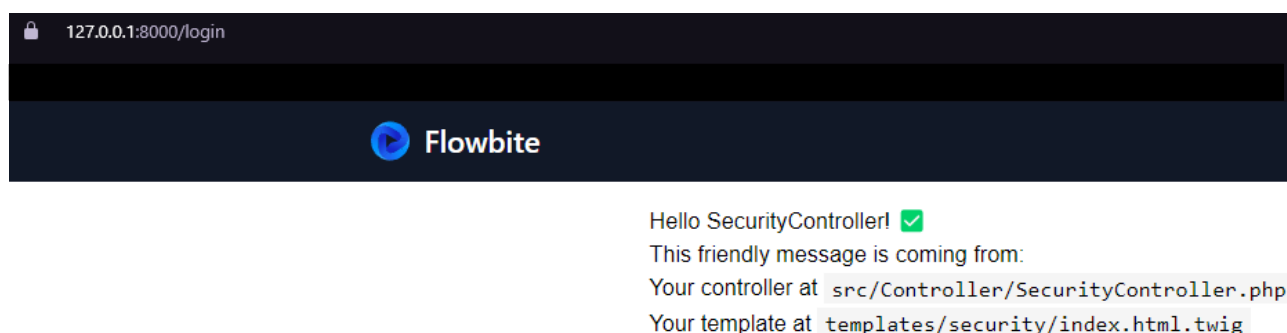 127.0.0.1:8000/login
Flowbite
Hello SecurityController! ✅
This friendly message is coming from:
Your controller at src/Controller/SecurityController.php
Your template at templates/security/index.html.twig